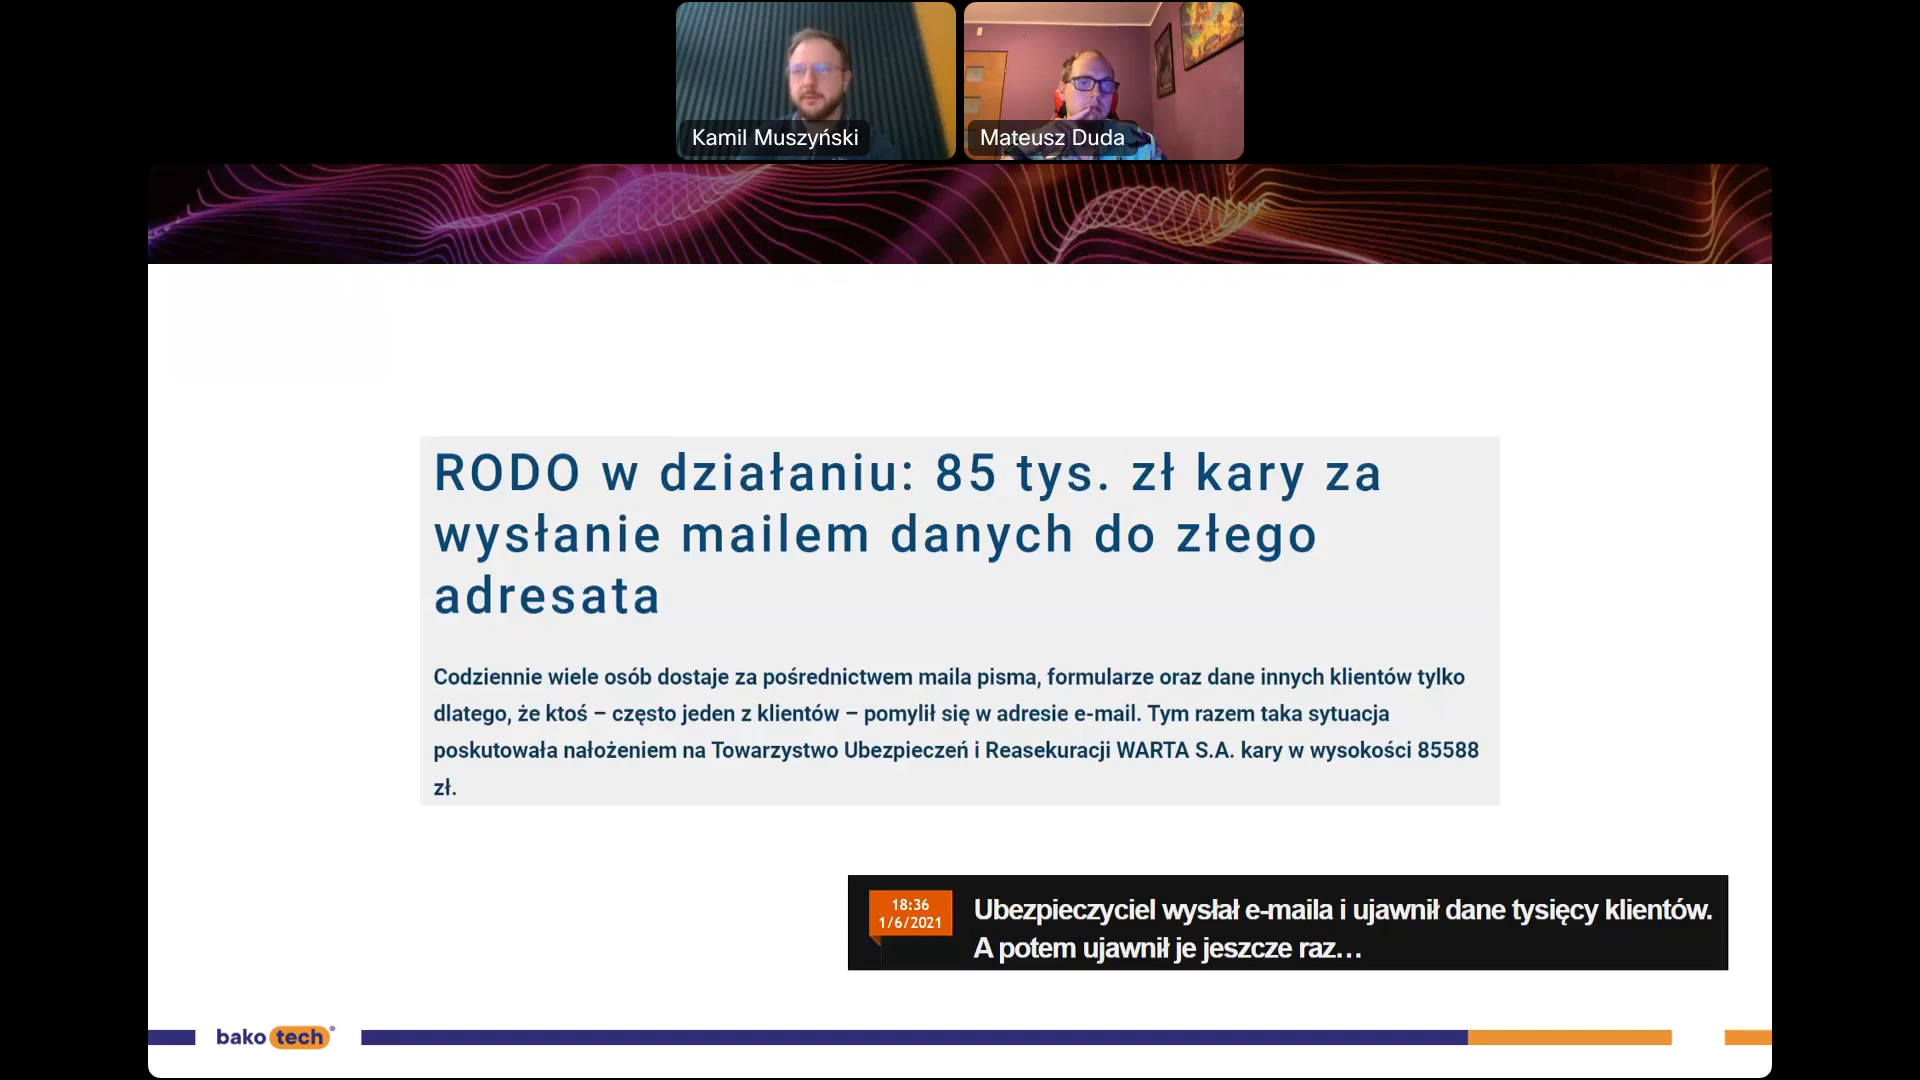 Kamil Muszyński
Mateusz Duda
RODO w działaniu: 85 tys. zł kary za
wysłanie mailem danych do złego
adresata
Codziennie wiele osób dostaje za pośrednictwem maila pisma, formularze oraz dane innych klientów tylko
dlatego, że ktoś – często jeden z klientów – pomylił się w adresie e-mail. Tym razem taka sytuacja
poskutowała nałożeniem na Towarzystwo Ubezpieczeń i Reasekuracji WARTA S.A. kary w wysokości 85588
zł.
18:36
1/6/2021
Ubezpieczyciel wysłał e-maila i ujawnił dane tysięcy klientów.
A potem ujawnił je jeszcze raz...
bako tech®